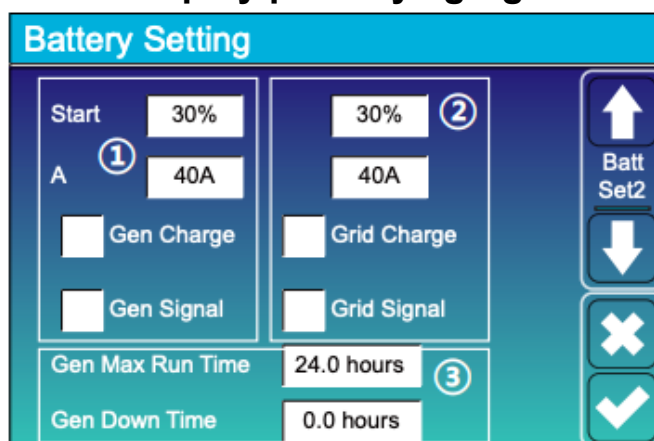 Battery Setting
Start 30% 30% ②
A ① 40A 40A
Batt
Set2
Gen Charge Grid Charge
Gen Signal Grid Signal
Gen Max Run Time 24.0 hours ③
Gen Down Time 0.0 hours